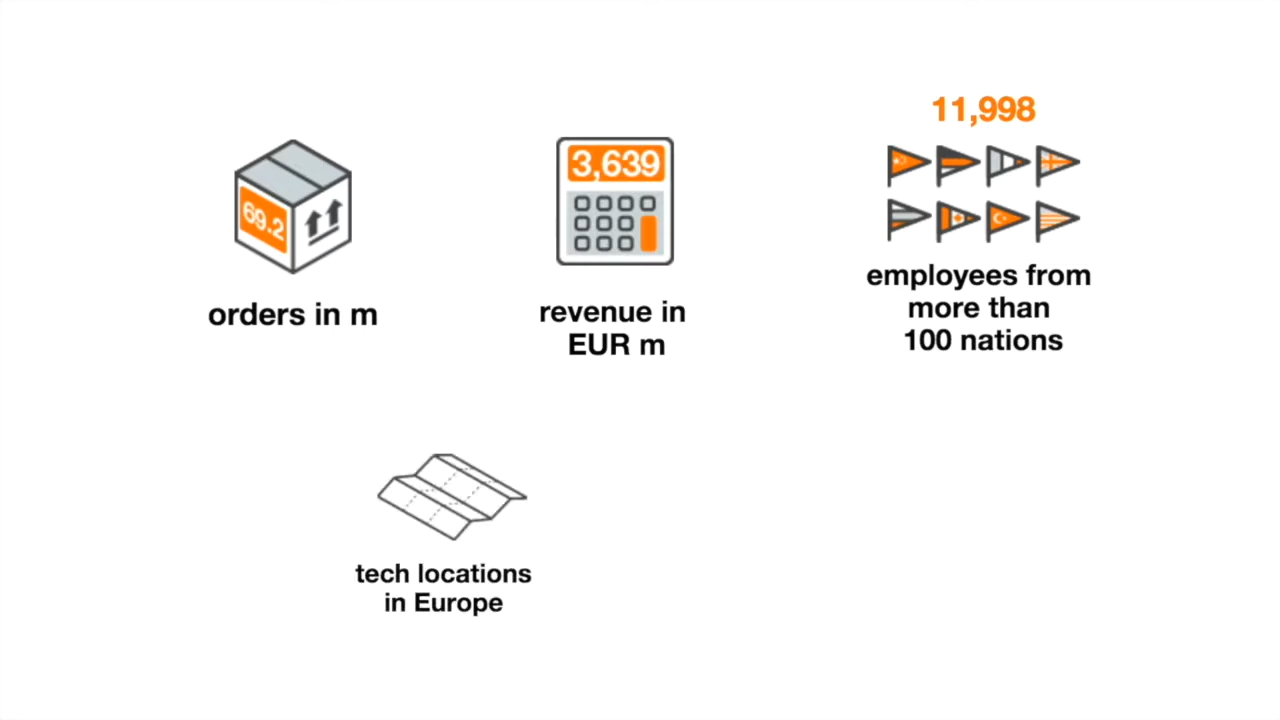 11,998
69.2
3,639
orders in m
revenue in
EUR m
employees from
more than
100 nations
tech locations
in Europe